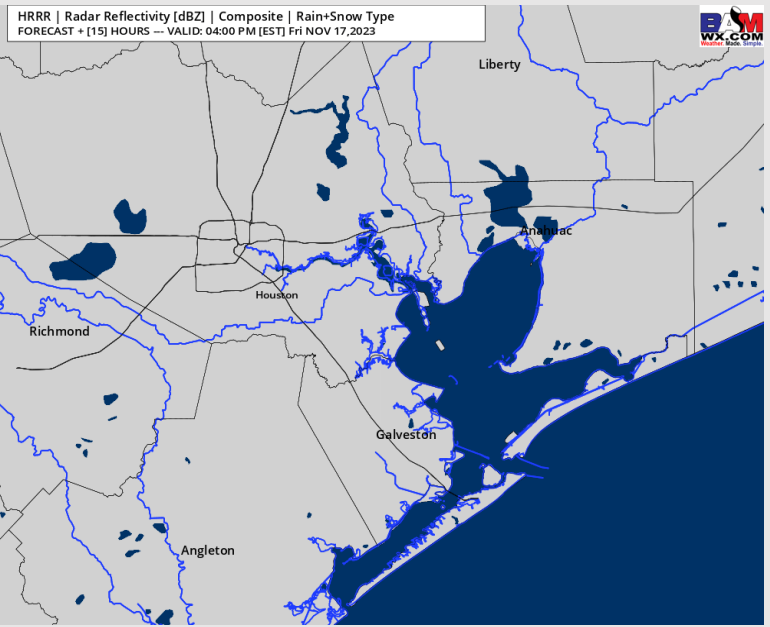 HRRR | Radar Reflectivity [dBZ] | Composite | Rain+Snow Type
FORECAST + [15] HOURS --- VALID: 04:00 PM [EST] Fri NOV 17,2023
BAM
WX.COM
Weather. Made. Simple.
Liberty
Anahuac
Houston
Richmond
Galveston
Angleton